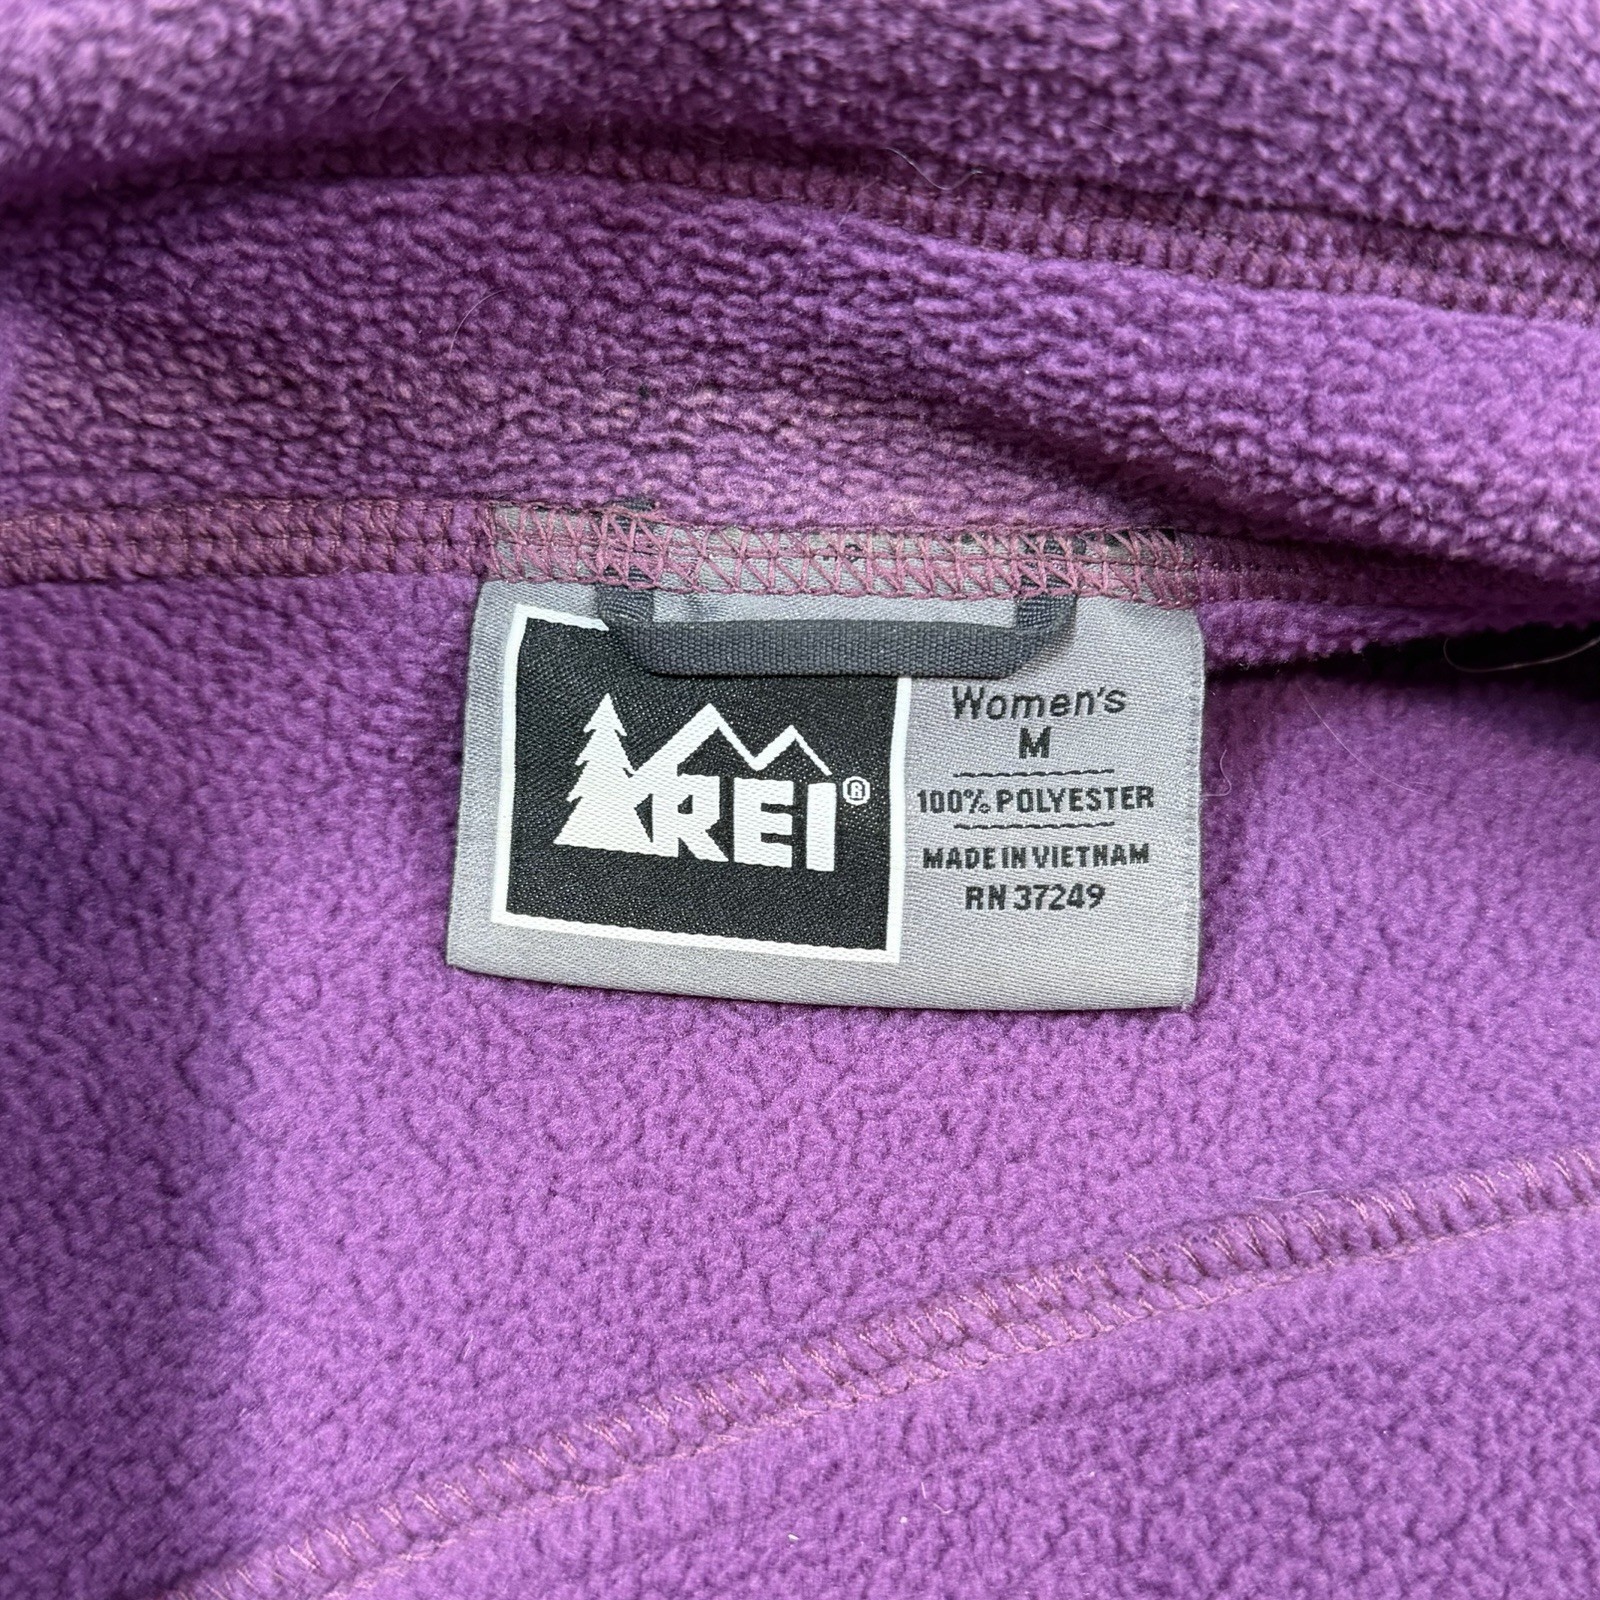 REI®
Women's
M
100% POLYESTER
MADE IN VIETNAM
RN 37249